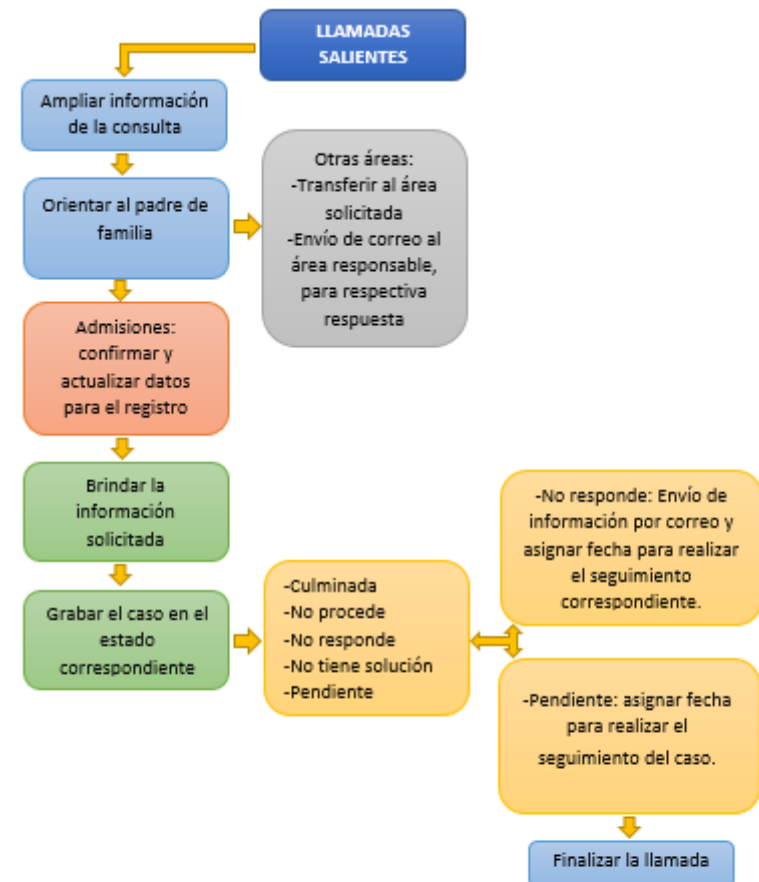 LLAMADAS
SALIENTES
Ampliar información
de la consulta
Orientar al padre de
familia
Otras áreas:
-Transferir al área
solicitada
-Envío de correo al
área responsable,
para respectiva
respuesta
Admisiones:
confirmar y
actualizar datos
para el registro
Brindar la
información
solicitada
Grabar el caso en el
estado
correspondiente
-Culminada
-No procede
-No responde
-No tiene solución
-Pendiente
-No responde: Envío de
información por correo y
asignar fecha para realizar
el seguimiento
correspondiente.
-Pendiente: asignar fecha
para realizar el
seguimiento del caso.
Finalizar la llamada